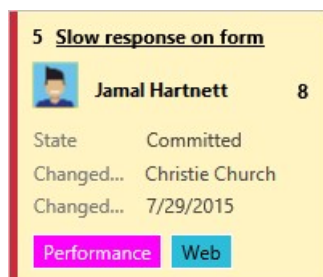 5 Slow response on form
Jamal Hartnett 8
State Committed
Changed... Christie Church
Changed... 7/29/2015
Performance Web